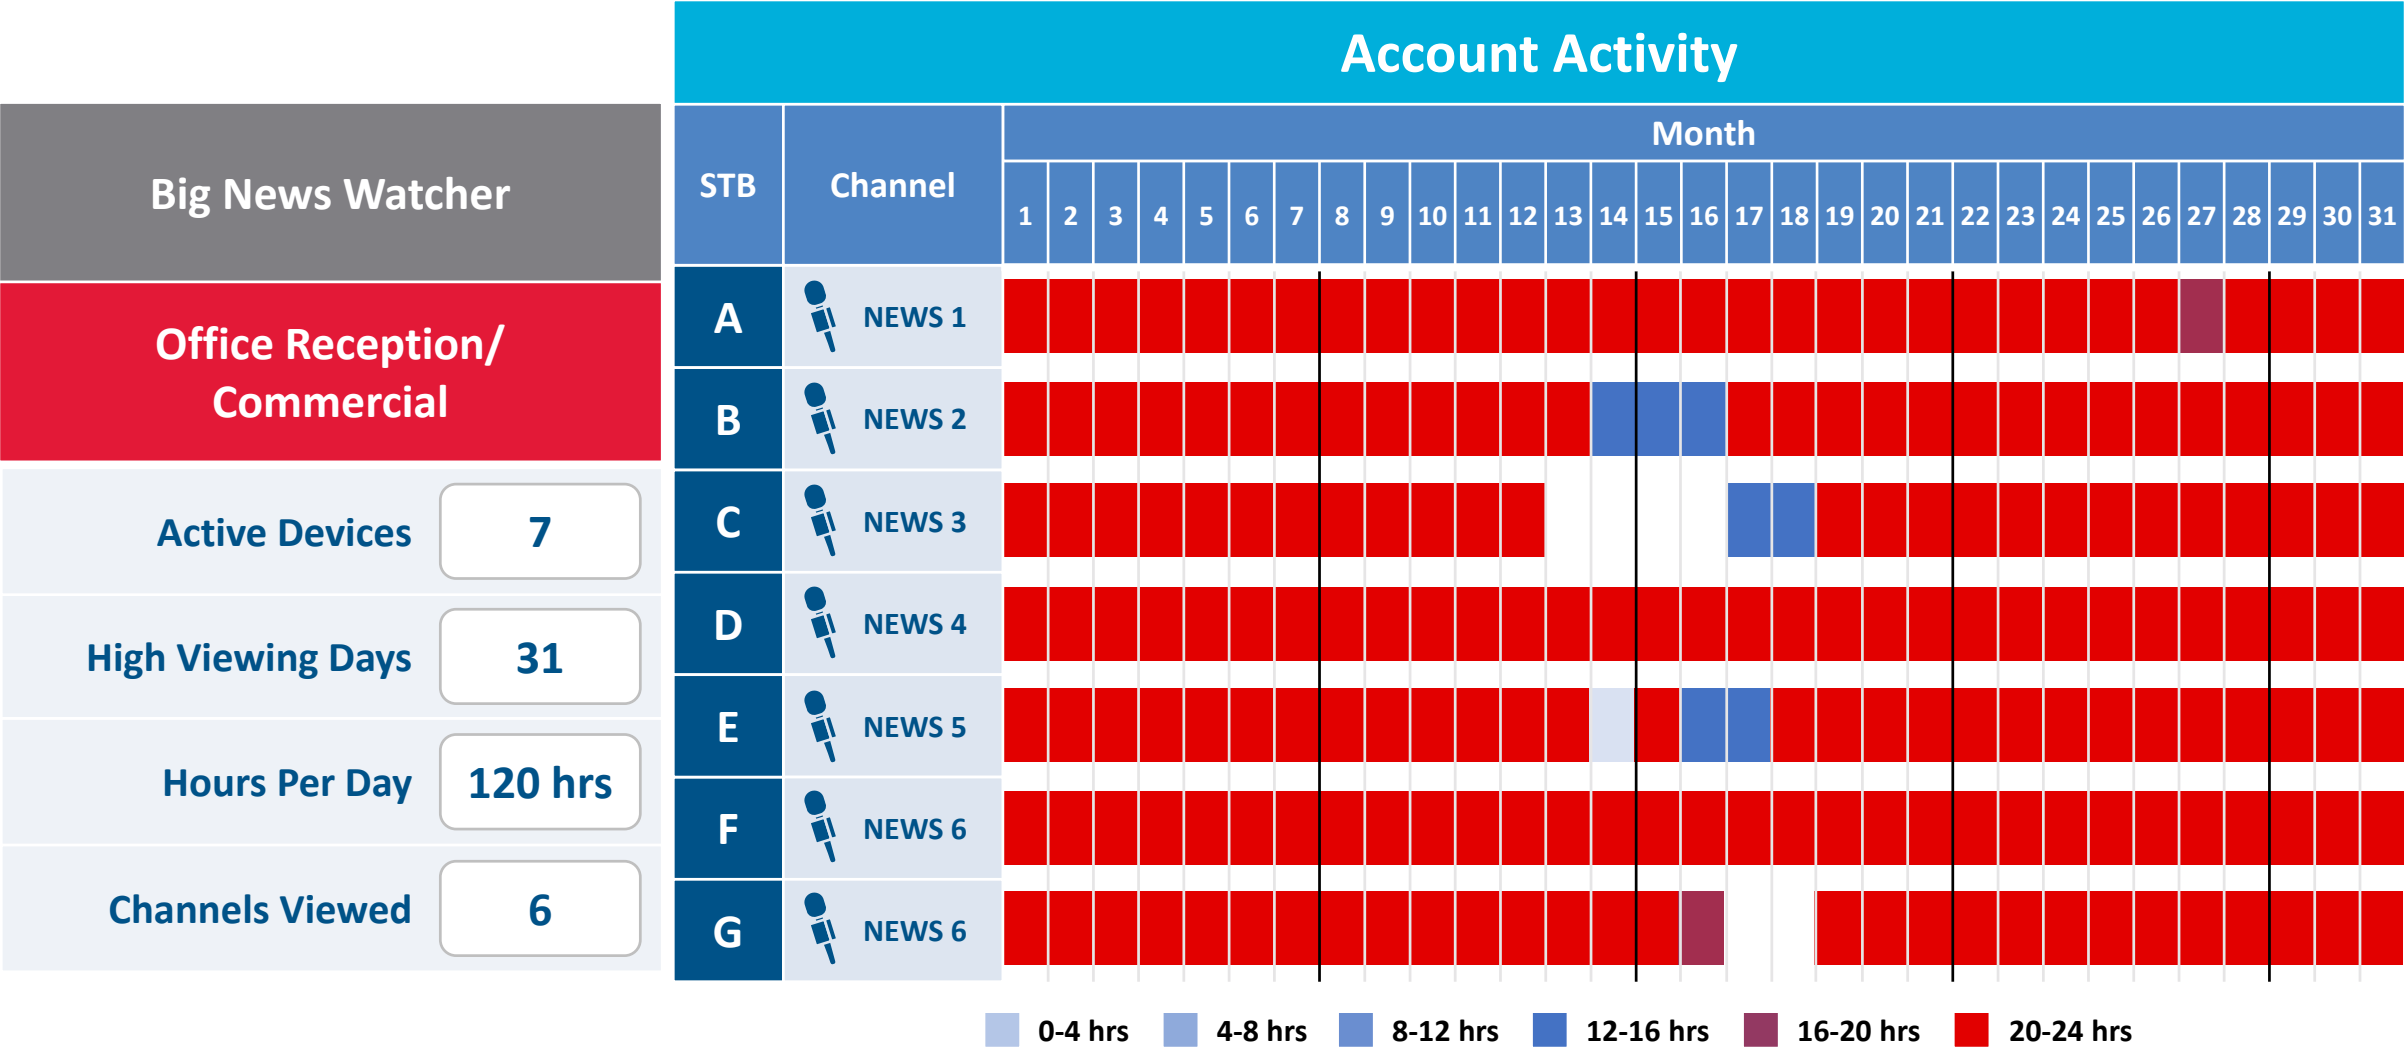 Account Activity
Big News Watcher
Office Reception/
Commercial
Active Devices 7
High Viewing Days 31
Hours Per Day 120 hrs
Channels Viewed 6
STB Channel Month
1 2 3 4 5 6 7 8 9 10 11 12 13 14 15 16 17 18 19 20 21 22 23 24 25 26 27 28 29 30 31
A NEWS 1
B NEWS 2
C NEWS 3
D NEWS 4
E NEWS 5
F NEWS 6
G NEWS 6
0-4 hrs 4-8 hrs 8-12 hrs 12-16 hrs 16-20 hrs 20-24 hrs